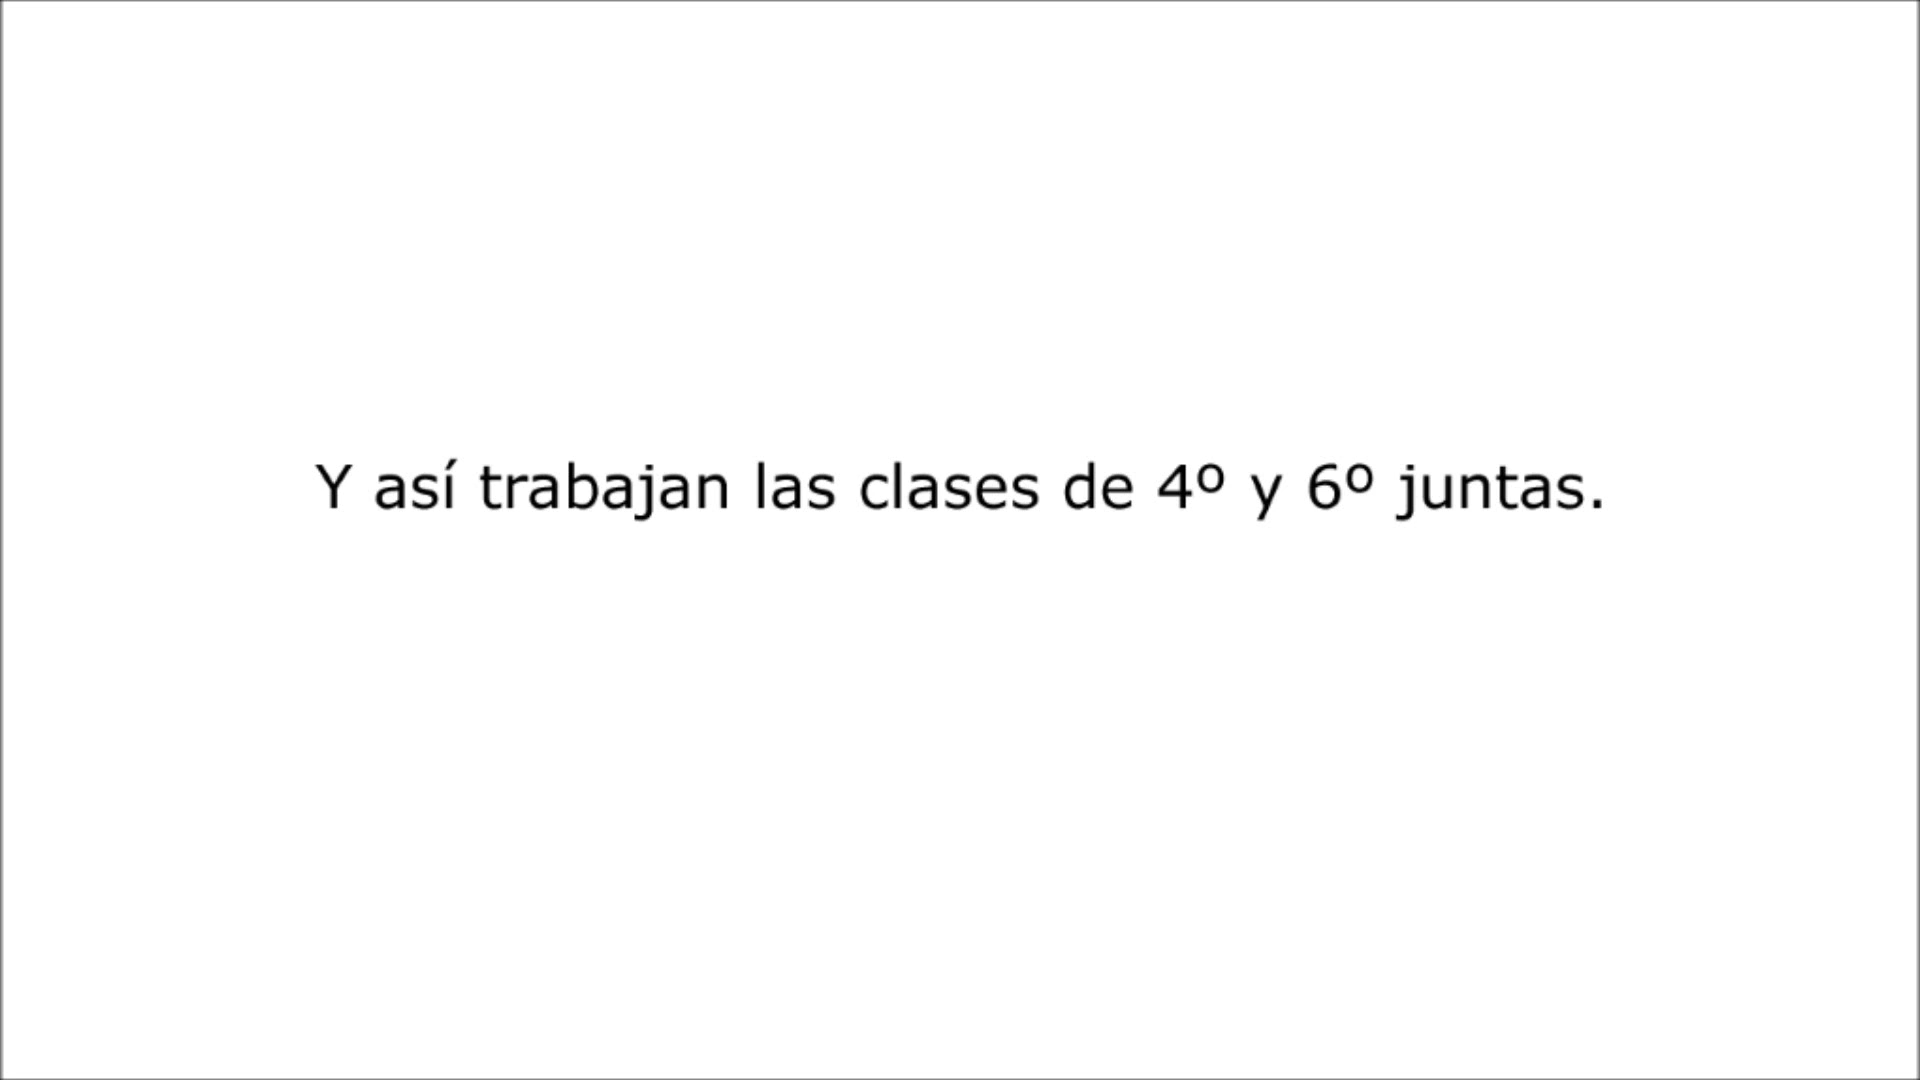 Y así trabajan las clases de 4º y 6º juntas.